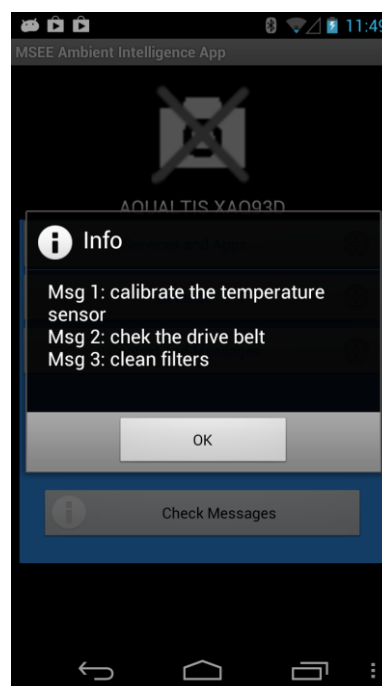 11:49
MSEE Ambient Intelligence App
AQUALTIS XAQ93D
Info
Msg 1: calibrate the temperature
sensor
Msg 2: chek the drive belt
Msg 3: clean filters
OK
Check Messages